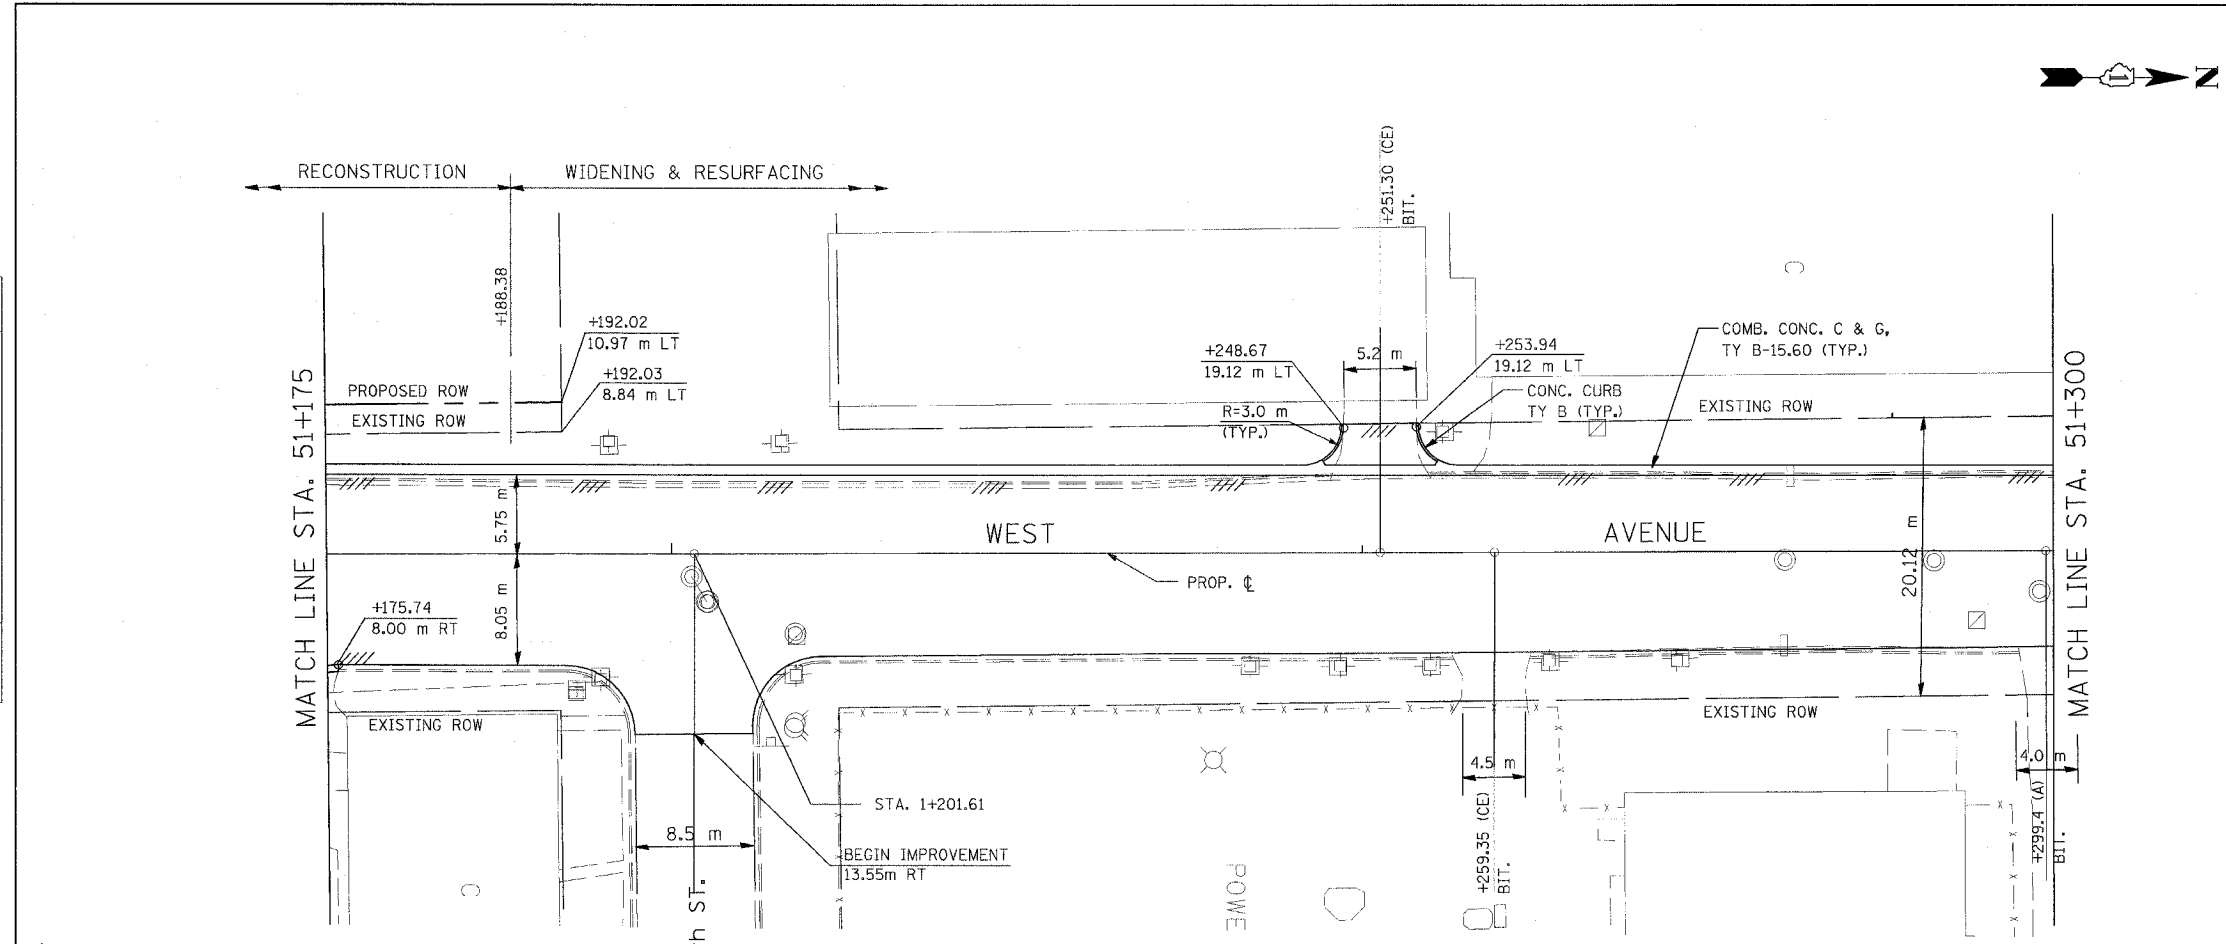 N
RECONSTRUCTION
WIDENING & RESURFACING
+251.30 (CE)
BIT.
+188.38
+192.02
10.97 m LT
+192.03
8.84 m LT
PROPOSED ROW
EXISTING ROW
+248.67
19.12 m LT
5.2 m
+253.94
19.12 m LT
COMB. CONC. C & G,
TY B-15.60 (TYP.)
CONC. CURB
TY B (TYP.)
R=3.0 m
(TYP.)
EXISTING ROW
MATCH LINE STA. 51+175
MATCH LINE STA. 51+300
5.75 m
WEST AVENUE
20.12 m
PROP. ℄
8.05 m
+175.74
8.00 m RT
EXISTING ROW
EXISTING ROW
4.5 m
4.0 m
STA. 1+201.61
8.5 m
BEGIN IMPROVEMENT
13.55m RT
+259.35 (CE)
BIT.
+299.4 (A)
BIT.
C
C
POWE
h ST.